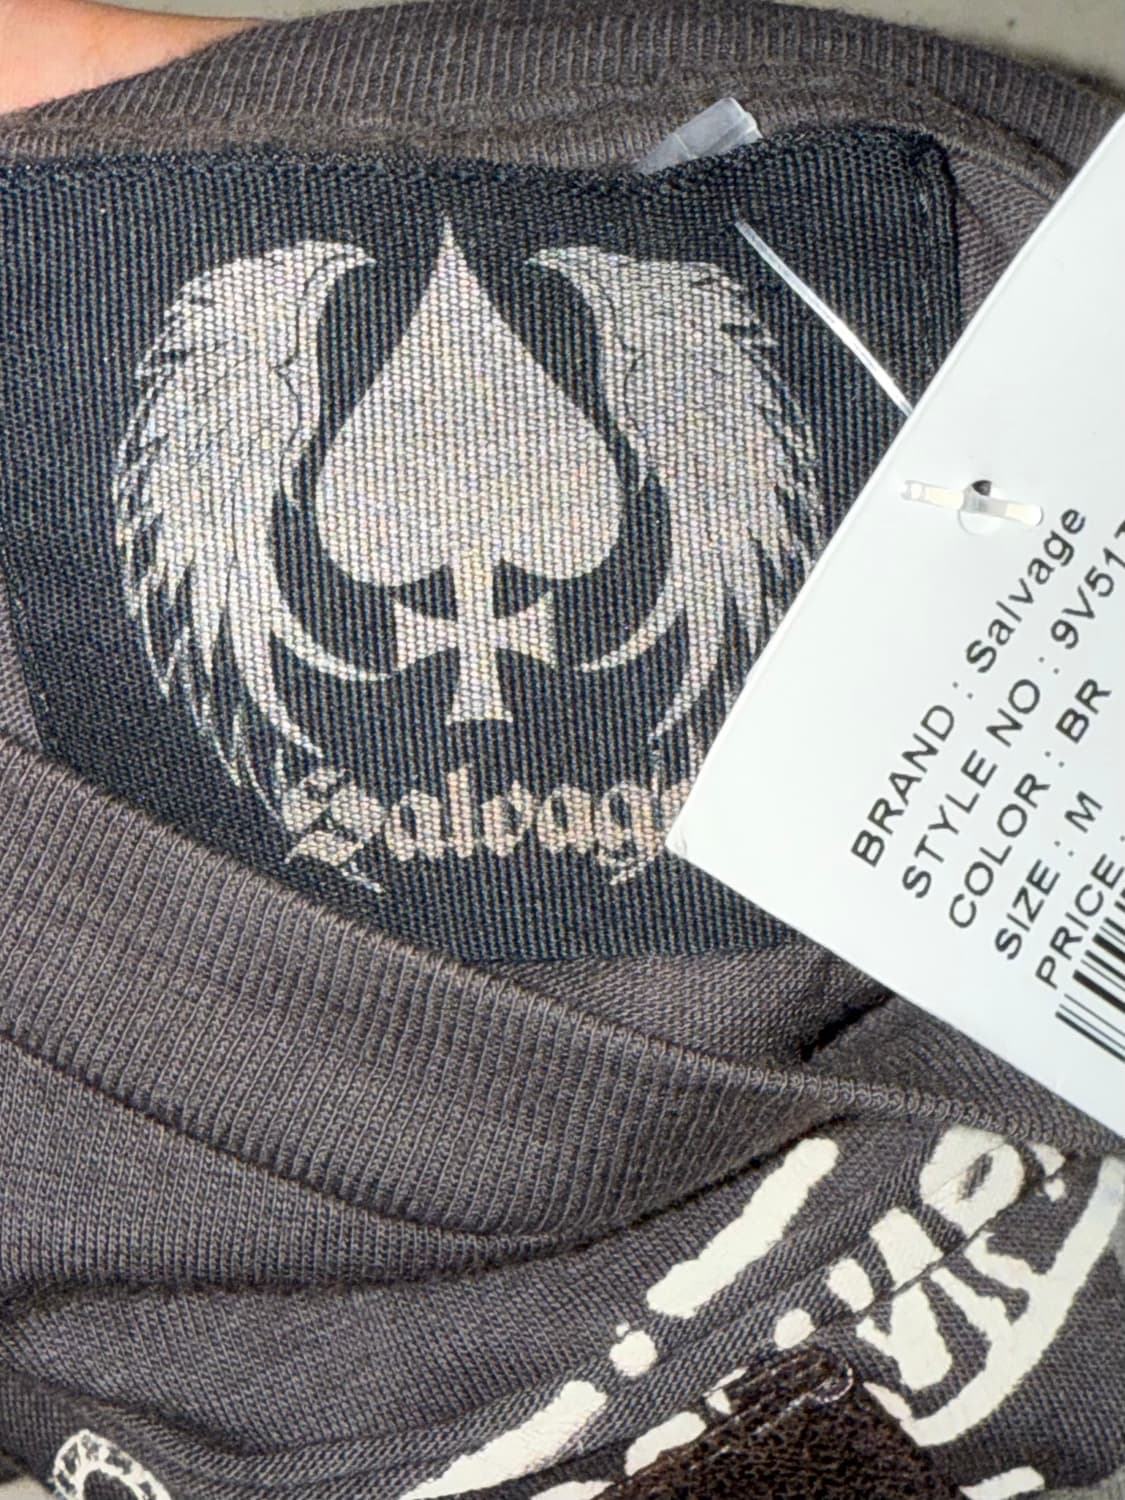 Salvage
BRAND : Salvage
STYLE NO : 9V51
COLOR : BR
SIZE : M
PRICE :